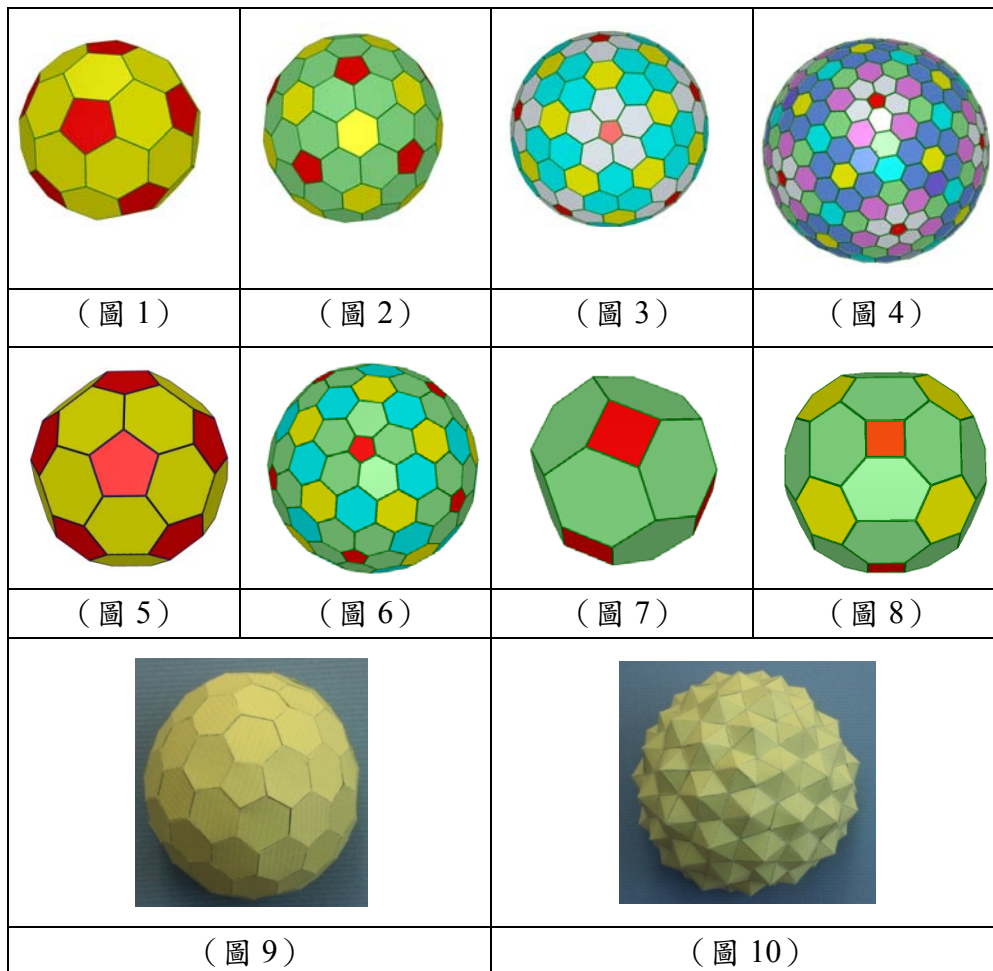 （圖 1） （圖 2） （圖 3） （圖 4）
（圖 5） （圖 6） （圖 7） （圖 8）
（圖 9） （圖 10）